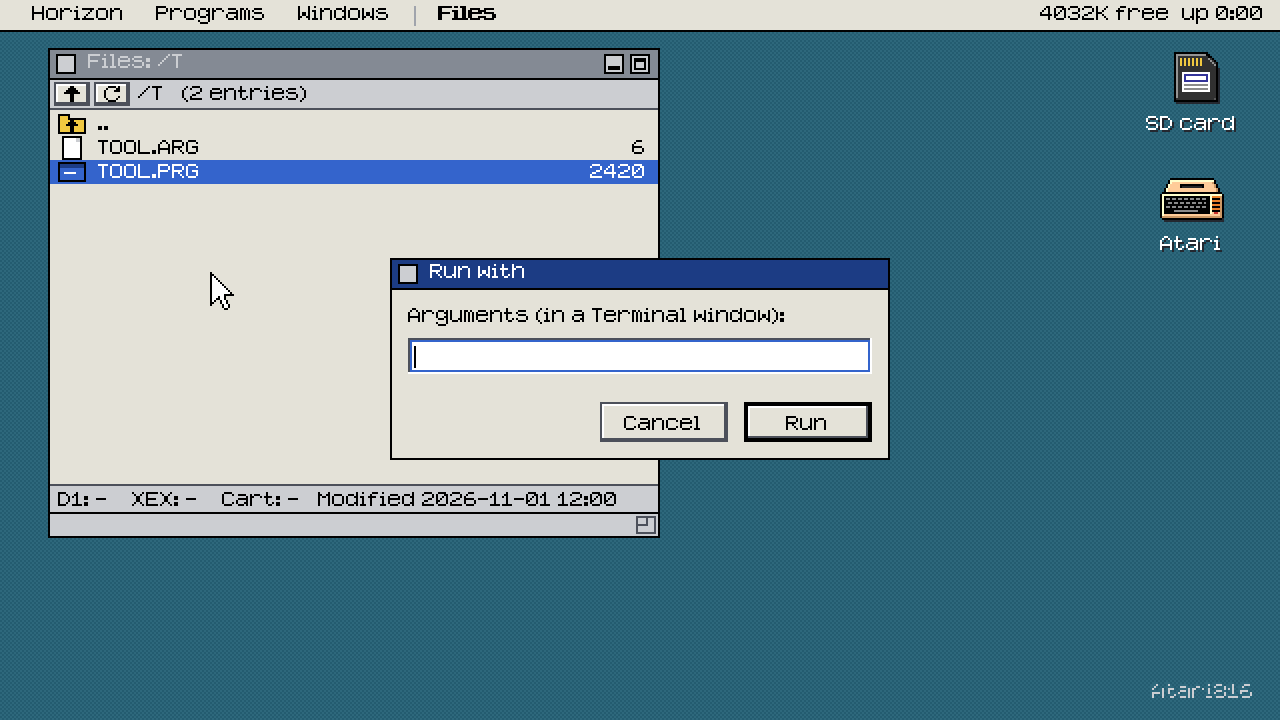 Horizon Programs Windows | Files 4032K free up 0:00
Files: /T
/T (2 entries)
..
TOOL.ARG 6
TOOL.PRG 2420
SD card
Atari
Run with
Arguments (in a Terminal window):
Cancel Run
D1: - XEX: - Cart: - Modified 2026-11-01 12:00
Atari816